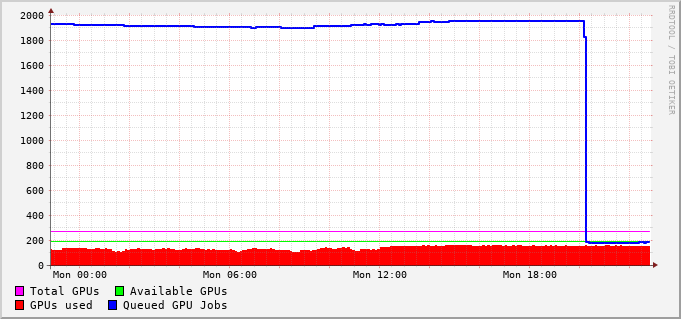 2000
1800
1600
1400
1200
1000
800
600
400
200
0
Mon 00:00 Mon 06:00 Mon 12:00 Mon 18:00
Total GPUs Available GPUs
GPUs used Queued GPU Jobs
RRDTOOL / TOBI OETIKER